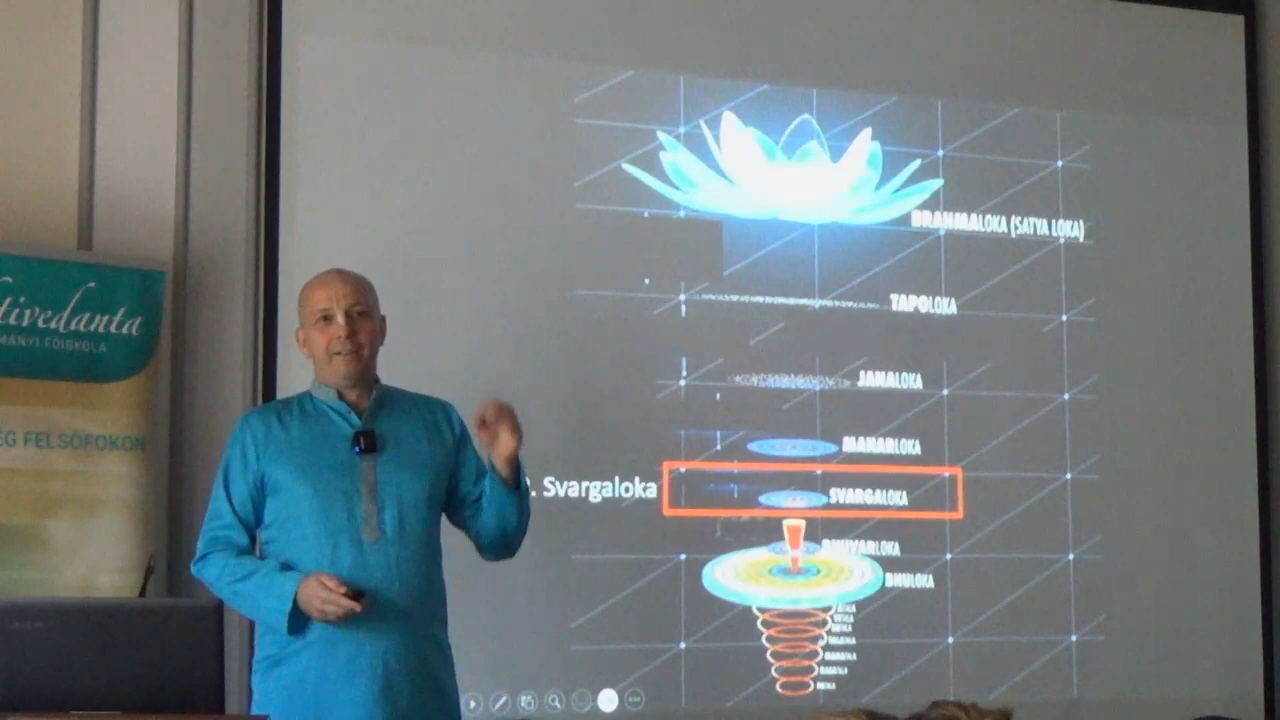 tivedanta
MÁNYI FŐISKOLA
ÉG FELSŐFOKON
BRAHMALOKA (SATYA LOKA)
TAPOLOKA
JANALOKA
MAHARLOKA
. Svargaloka
SVARGALOKA
BHUVARLOKA
BHULOKA